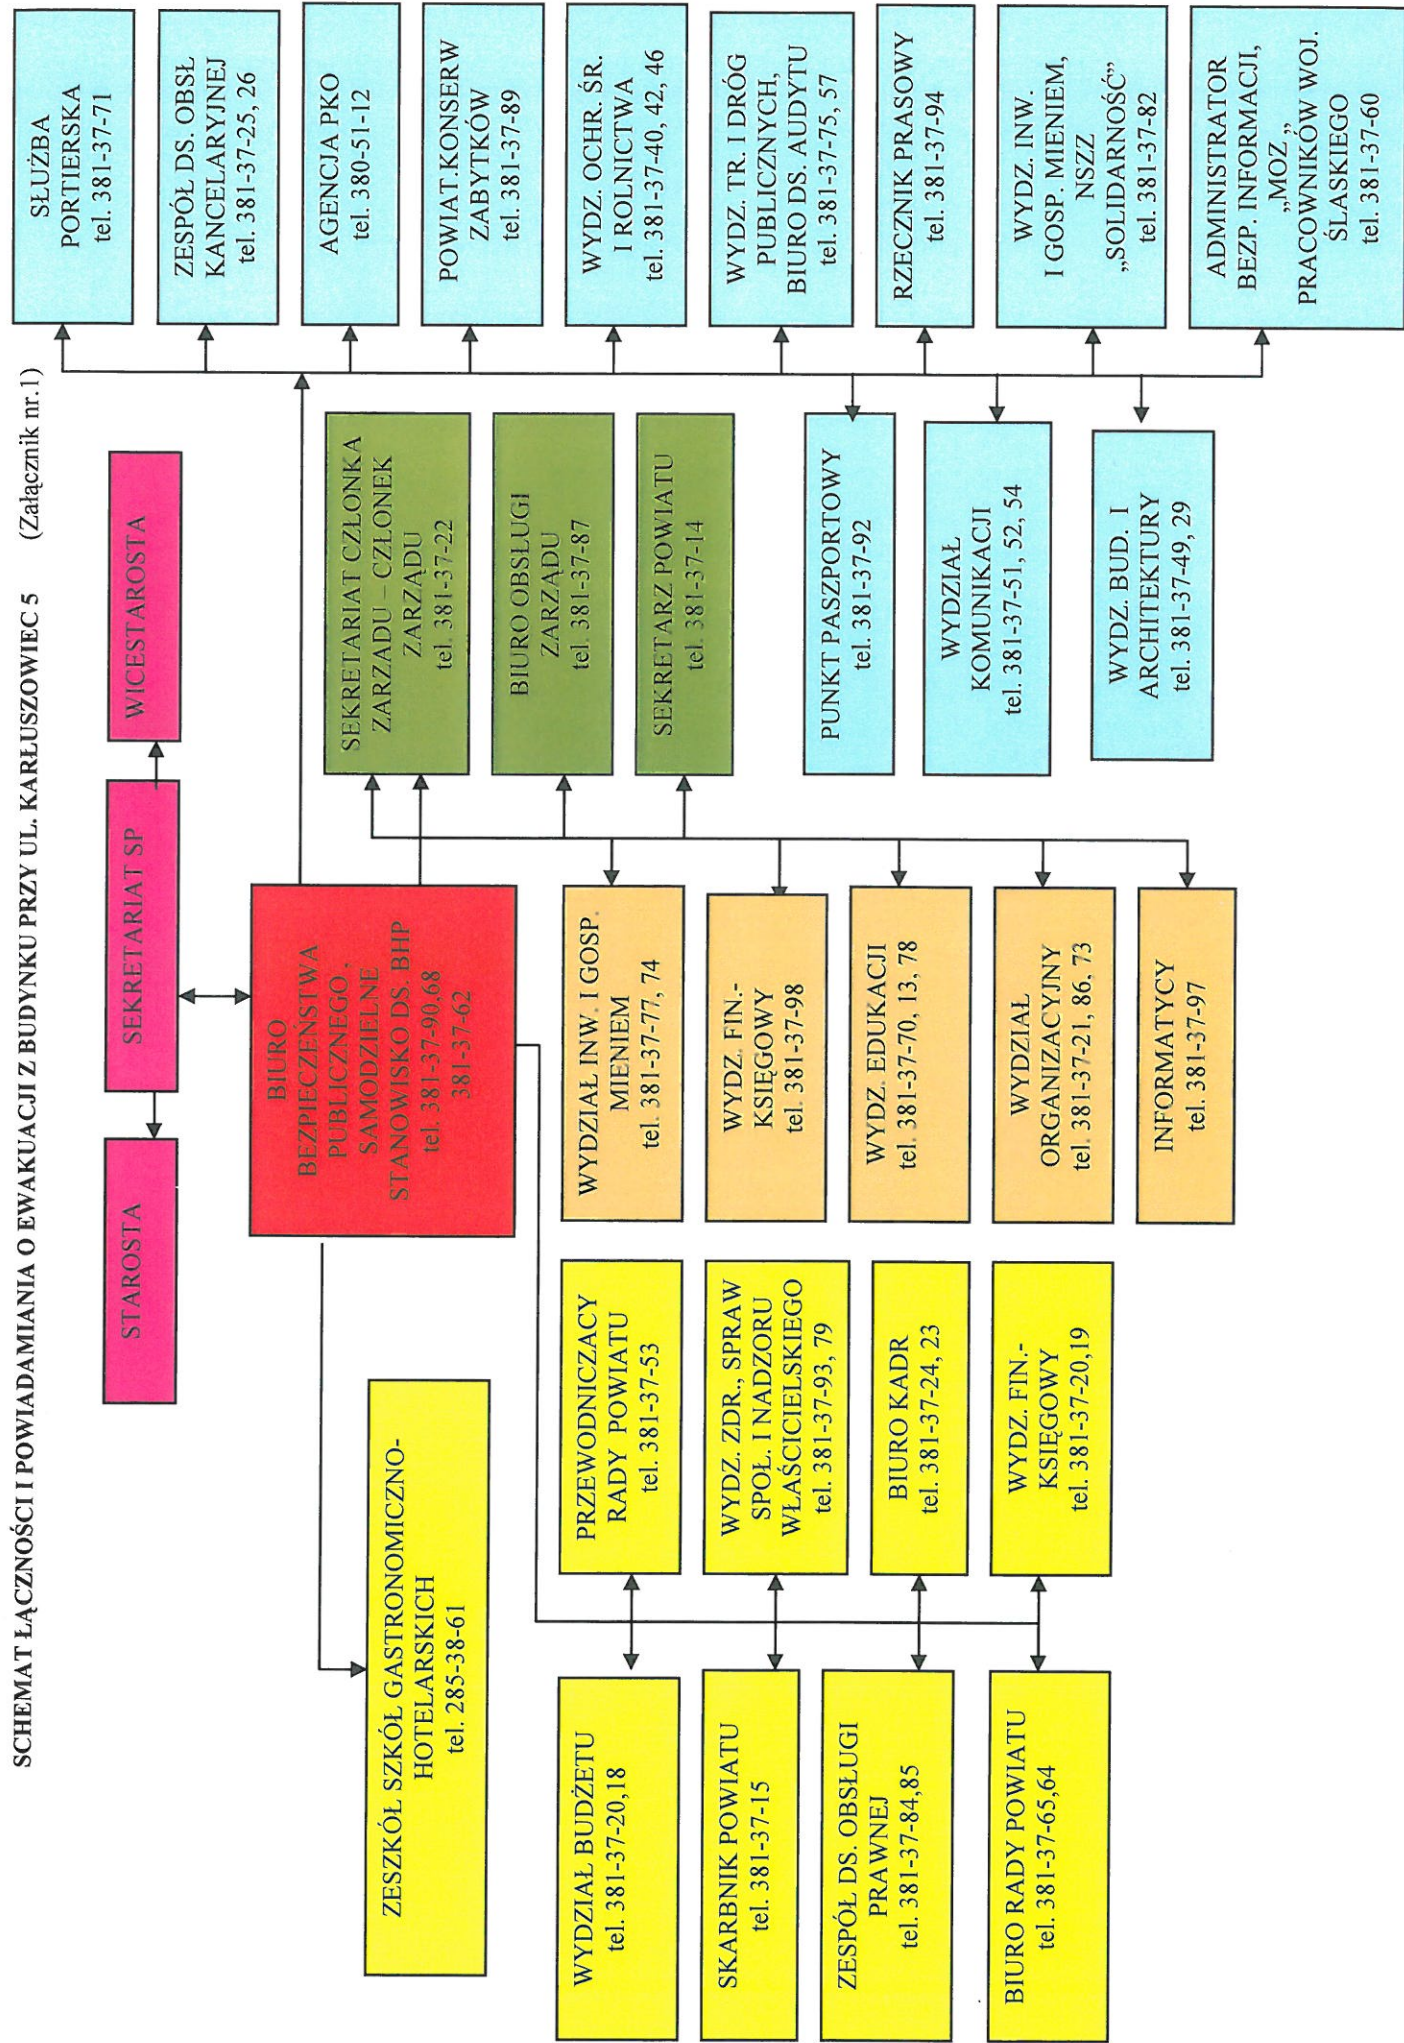 SCHEMAT ŁĄCZNOŚCI I POWIADAMIANIA O EWAKUACJI Z BUDYNKU PRZY UL. KARŁUSZOWIEC 5 (Załącznik nr.1)
STAROSTA
SEKRETARIAT SP
WICESTAROSTA
BIURO
BEZPIECZEŃSTWA
PUBLICZNEGO ,
SAMODZIELNE
STANOWISKO DS. BHP
tel. 381-37-90,68
381-37-62
ZESZKÓŁ SZKÓŁ GASTRONOMICZNO-
HOTELARSKICH
tel. 285-38-61
WYDZIAŁ BUDŻETU
tel. 381-37-20,18
SKARBNIK POWIATU
tel. 381-37-15
ZESPÓŁ DS. OBSŁUGI
PRAWNEJ
tel. 381-37-84,85
BIURO RADY POWIATU
tel. 381-37-65,64
PRZEWODNICZACY
RADY POWIATU
tel. 381-37-53
WYDZ. ZDR., SPRAW
SPOŁ. I NADZORU
WŁAŚCICIELSKIEGO
tel. 381-37-93, 79
BIURO KADR
tel. 381-37-24, 23
WYDZ. FIN.-
KSIĘGOWY
tel. 381-37-20,19
WYDZIAŁ INW. I GOSP.
MIENIEM
tel. 381-37-77, 74
WYDZ. FIN.-
KSIĘGOWY
tel. 381-37-98
WYDZ. EDUKACJI
tel. 381-37-70, 13, 78
WYDZIAŁ
ORGANIZACYJNY
tel. 381-37-21, 86, 73
INFORMATYCY
tel. 381-37-97
SEKRETARIAT CZŁONKA
ZARZĄDU – CZŁONEK
ZARZĄDU
tel. 381-37-22
BIURO OBSŁUGI
ZARZĄDU
tel. 381-37-87
SEKRETARZ POWIATU
tel. 381-37-14
PUNKT PASZPORTOWY
tel. 381-37-92
WYDZIAŁ
KOMUNIKACJI
tel. 381-37-51, 52, 54
WYDZ. BUD. I
ARCHITEKTURY
tel. 381-37-49, 29
SŁUŻBA
PORTIERSKA
tel. 381-37-71
ZESPÓŁ DS. OBSŁ
KANCELARYJNEJ
tel. 381-37-25, 26
AGENCJA PKO
tel. 380-51-12
POWIAT.KONSERW
ZABYTKÓW
tel. 381-37-89
WYDZ. OCHR. ŚR.
I ROLNICTWA
tel. 381-37-40, 42, 46
WYDZ. TR. I DRÓG
PUBLICZNYCH,
BIURO DS. AUDYTU
tel. 381-37-75, 57
RZECZNIK PRASOWY
tel. 381-37-94
WYDZ. INW.
I GOSP. MIENIEM,
NSZZ
„SOLIDARNOŚĆ”
tel. 381-37-82
ADMINISTRATOR
BEZP. INFORMACJI,
„MOZ„
PRACOWNIKÓW WOJ.
ŚLASKIEGO
tel. 381-37-60